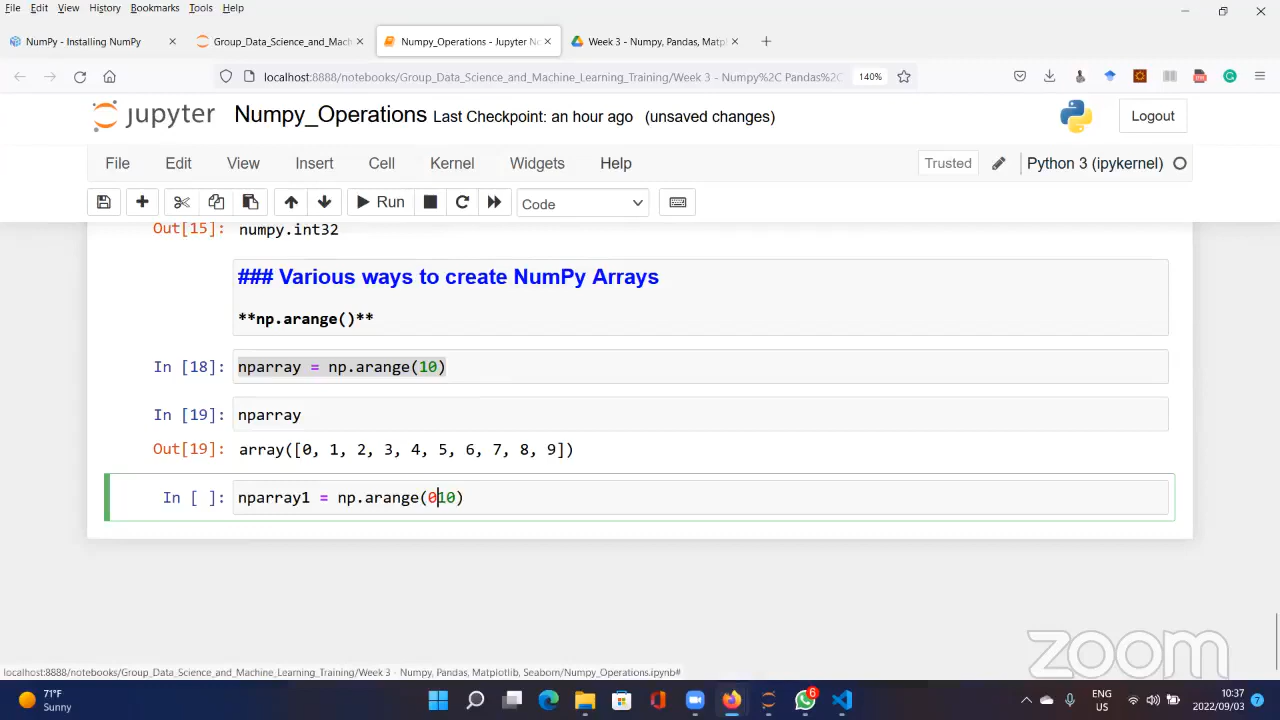 File Edit View History Bookmarks Tools Help
NumPy - Installing NumPy
Group_Data_Science_and_Mach
Numpy_Operations - Jupyter No
Week 3 - Numpy, Pandas, Matpl
localhost:8888/notebooks/Group_Data_Science_and_Machine_Learning_Training/Week 3 - Numpy%2C Pandas%2C
140%
jupyter Numpy_Operations Last Checkpoint: an hour ago (unsaved changes)
Logout
File Edit View Insert Cell Kernel Widgets Help
Trusted Python 3 (ipykernel)
Run Code
Out[15]: numpy.int32
### Various ways to create NumPy Arrays
**np.arange()**
In [18]: nparray = np.arange(10)
In [19]: nparray
Out[19]: array([0, 1, 2, 3, 4, 5, 6, 7, 8, 9])
In [ ]: nparray1 = np.arange(010)
zoom
localhost:8888/notebooks/Group_Data_Science_and_Machine_Learning_Training/Week 3 - Numpy, Pandas, Matplotlib, Seaborn/Numpy_Operations.ipynb#
71°F
Sunny
6
ENG
US
10:37
2022/09/03
7